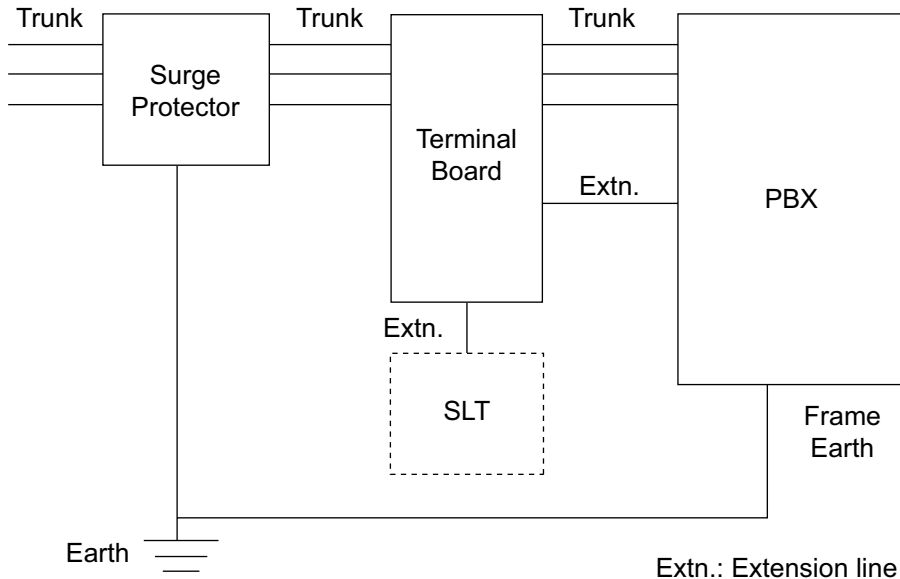 Trunk
Trunk
Trunk
Surge
Protector
Terminal
Board
Extn.
PBX
Extn.
SLT
Frame
Earth
Earth
Extn.: Extension line